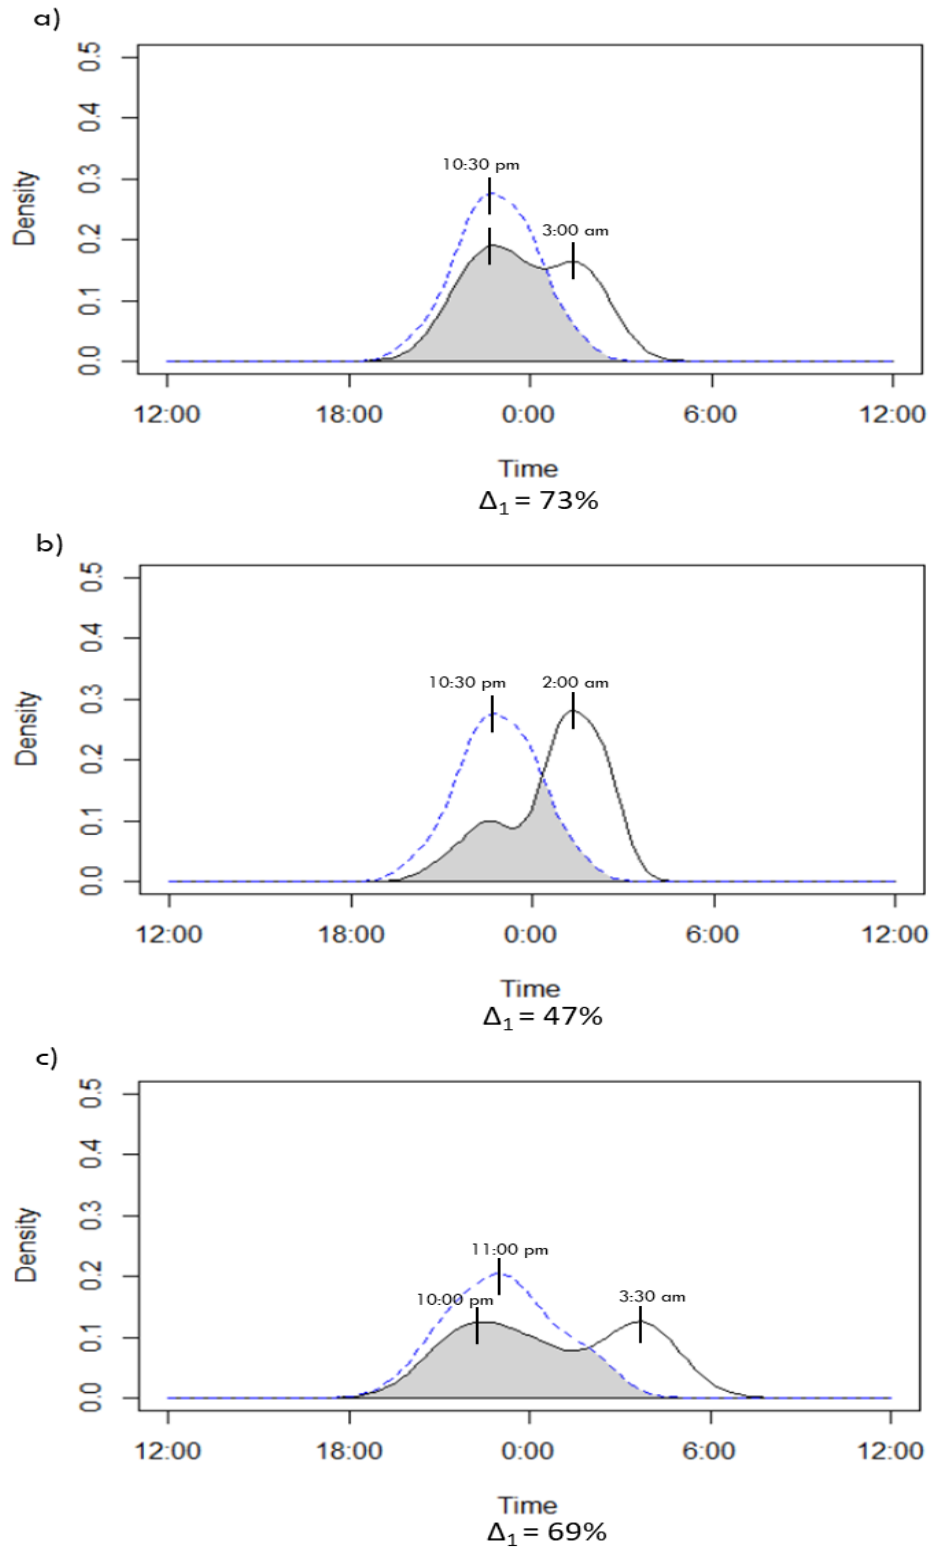 a)
0.5
0.4
0.3
0.2
0.1
0.0
Density
10:30 pm
3:00 am
12:00 18:00 0:00 6:00 12:00
Time
Δ1 = 73%
b)
0.5
0.4
0.3
0.2
0.1
0.0
Density
10:30 pm 2:00 am
12:00 18:00 0:00 6:00 12:00
Time
Δ1 = 47%
c)
0.5
0.4
0.3
0.2
0.1
0.0
Density
11:00 pm
10:00 pm 3:30 am
12:00 18:00 0:00 6:00 12:00
Time
Δ1 = 69%